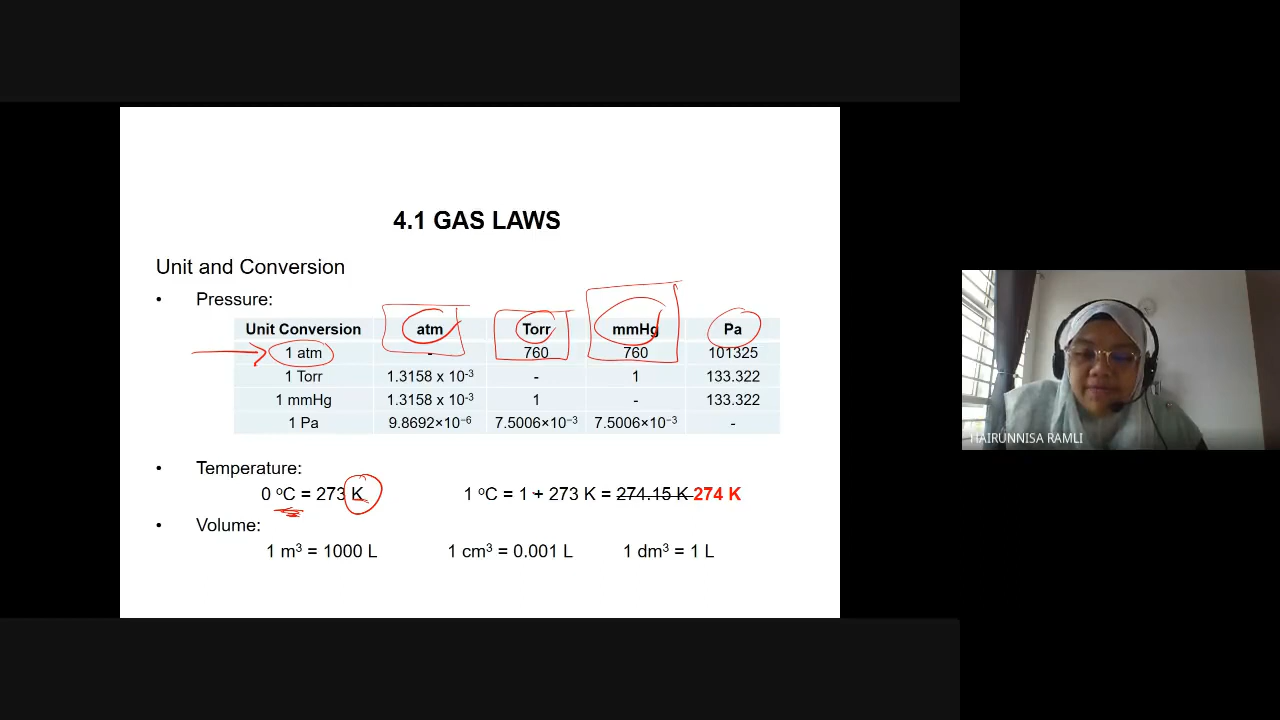 4.1 GAS LAWS
Unit and Conversion
• Pressure:
Unit Conversion atm Torr mmHg Pa
1 atm - 760 760 101325
1 Torr 1.3158 x 10⁻³ - 1 133.322
1 mmHg 1.3158 x 10⁻³ 1 - 133.322
1 Pa 9.8692×10⁻⁶ 7.5006×10⁻³ 7.5006×10⁻³ -
• Temperature:
0 ᵒC = 273 K 1 ᵒC = 1 + 273 K = 274.15 K 274 K
• Volume:
1 m³ = 1000 L 1 cm³ = 0.001 L 1 dm³ = 1 L
HAIRUNNISA RAMLI